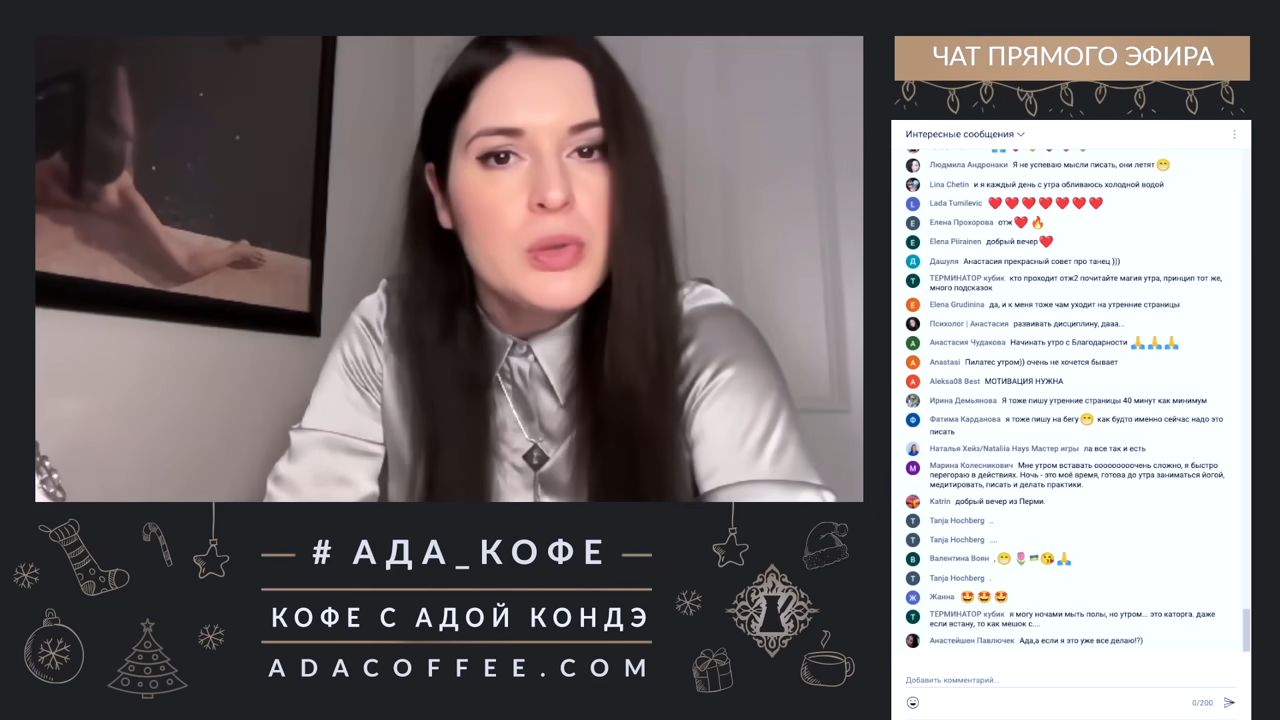 ЧАТ ПРЯМОГО ЭФИРА
Интересные сообщения
Людмила Андронаки Я не успеваю мысли писать, они летят😁
Lina Chetin и я каждый день с утра обливаюсь холодной водой
L Lada Tumilevic ❤️❤️❤️❤️❤️❤️❤️
Е Елена Прохорова отж❤️🔥
E Elena Piirainen добрый вечер❤️
Д Дашуля Анастасия прекрасный совет про танец )))
Т ТЕРМИНАТОР кубик кто проходит отж2 почитайте магия утра, принцип тот же,
много подсказок
E Elena Grudinina да, и к меня тоже чам уходит на утренние страницы
Психолог | Анастасия развивать дисциплину, дааа...
А Анастасия Чудакова Начинать утро с Благодарности 🙏🙏🙏
A Anastasi Пилатес утром)) очень не хочется бывает
A Aleksa08 Best МОТИВАЦИЯ НУЖНА
Ирина Демьянова Я тоже пишу утренние страницы 40 минут как минимум
Ф Фатима Карданова я тоже пишу на бегу😁 как будто именно сейчас надо это
писать
Наталья Хейз/Nataliia Hays Мастер игры ла все так и есть
М Марина Колесникович Мне утром вставать оооооооочень сложно, я быстро
перегораю в действиях. Ночь - это моё время, готова до утра заниматься йогой,
медитировать, писать и делать практики.
Katrin добрый вечер из Перми.
T Tanja Hochberg ..
T Tanja Hochberg ....
В Валентина Воян ,😁🌷🇺🇦😘🙏
T Tanja Hochberg .
Ж Жанна 🤩🤩🤩
Т ТЕРМИНАТОР кубик я могу ночами мыть полы, но утром... это каторга. даже
если встану, то как мешок с....
Анастейшен Павлючек Ада,а если я это уже все делаю!?)
Добавить комментарий...
0/200
# АДА_КОФЕ
КОФЕ С АДОЙ КОНДЭ
ADACOFFEE.COM